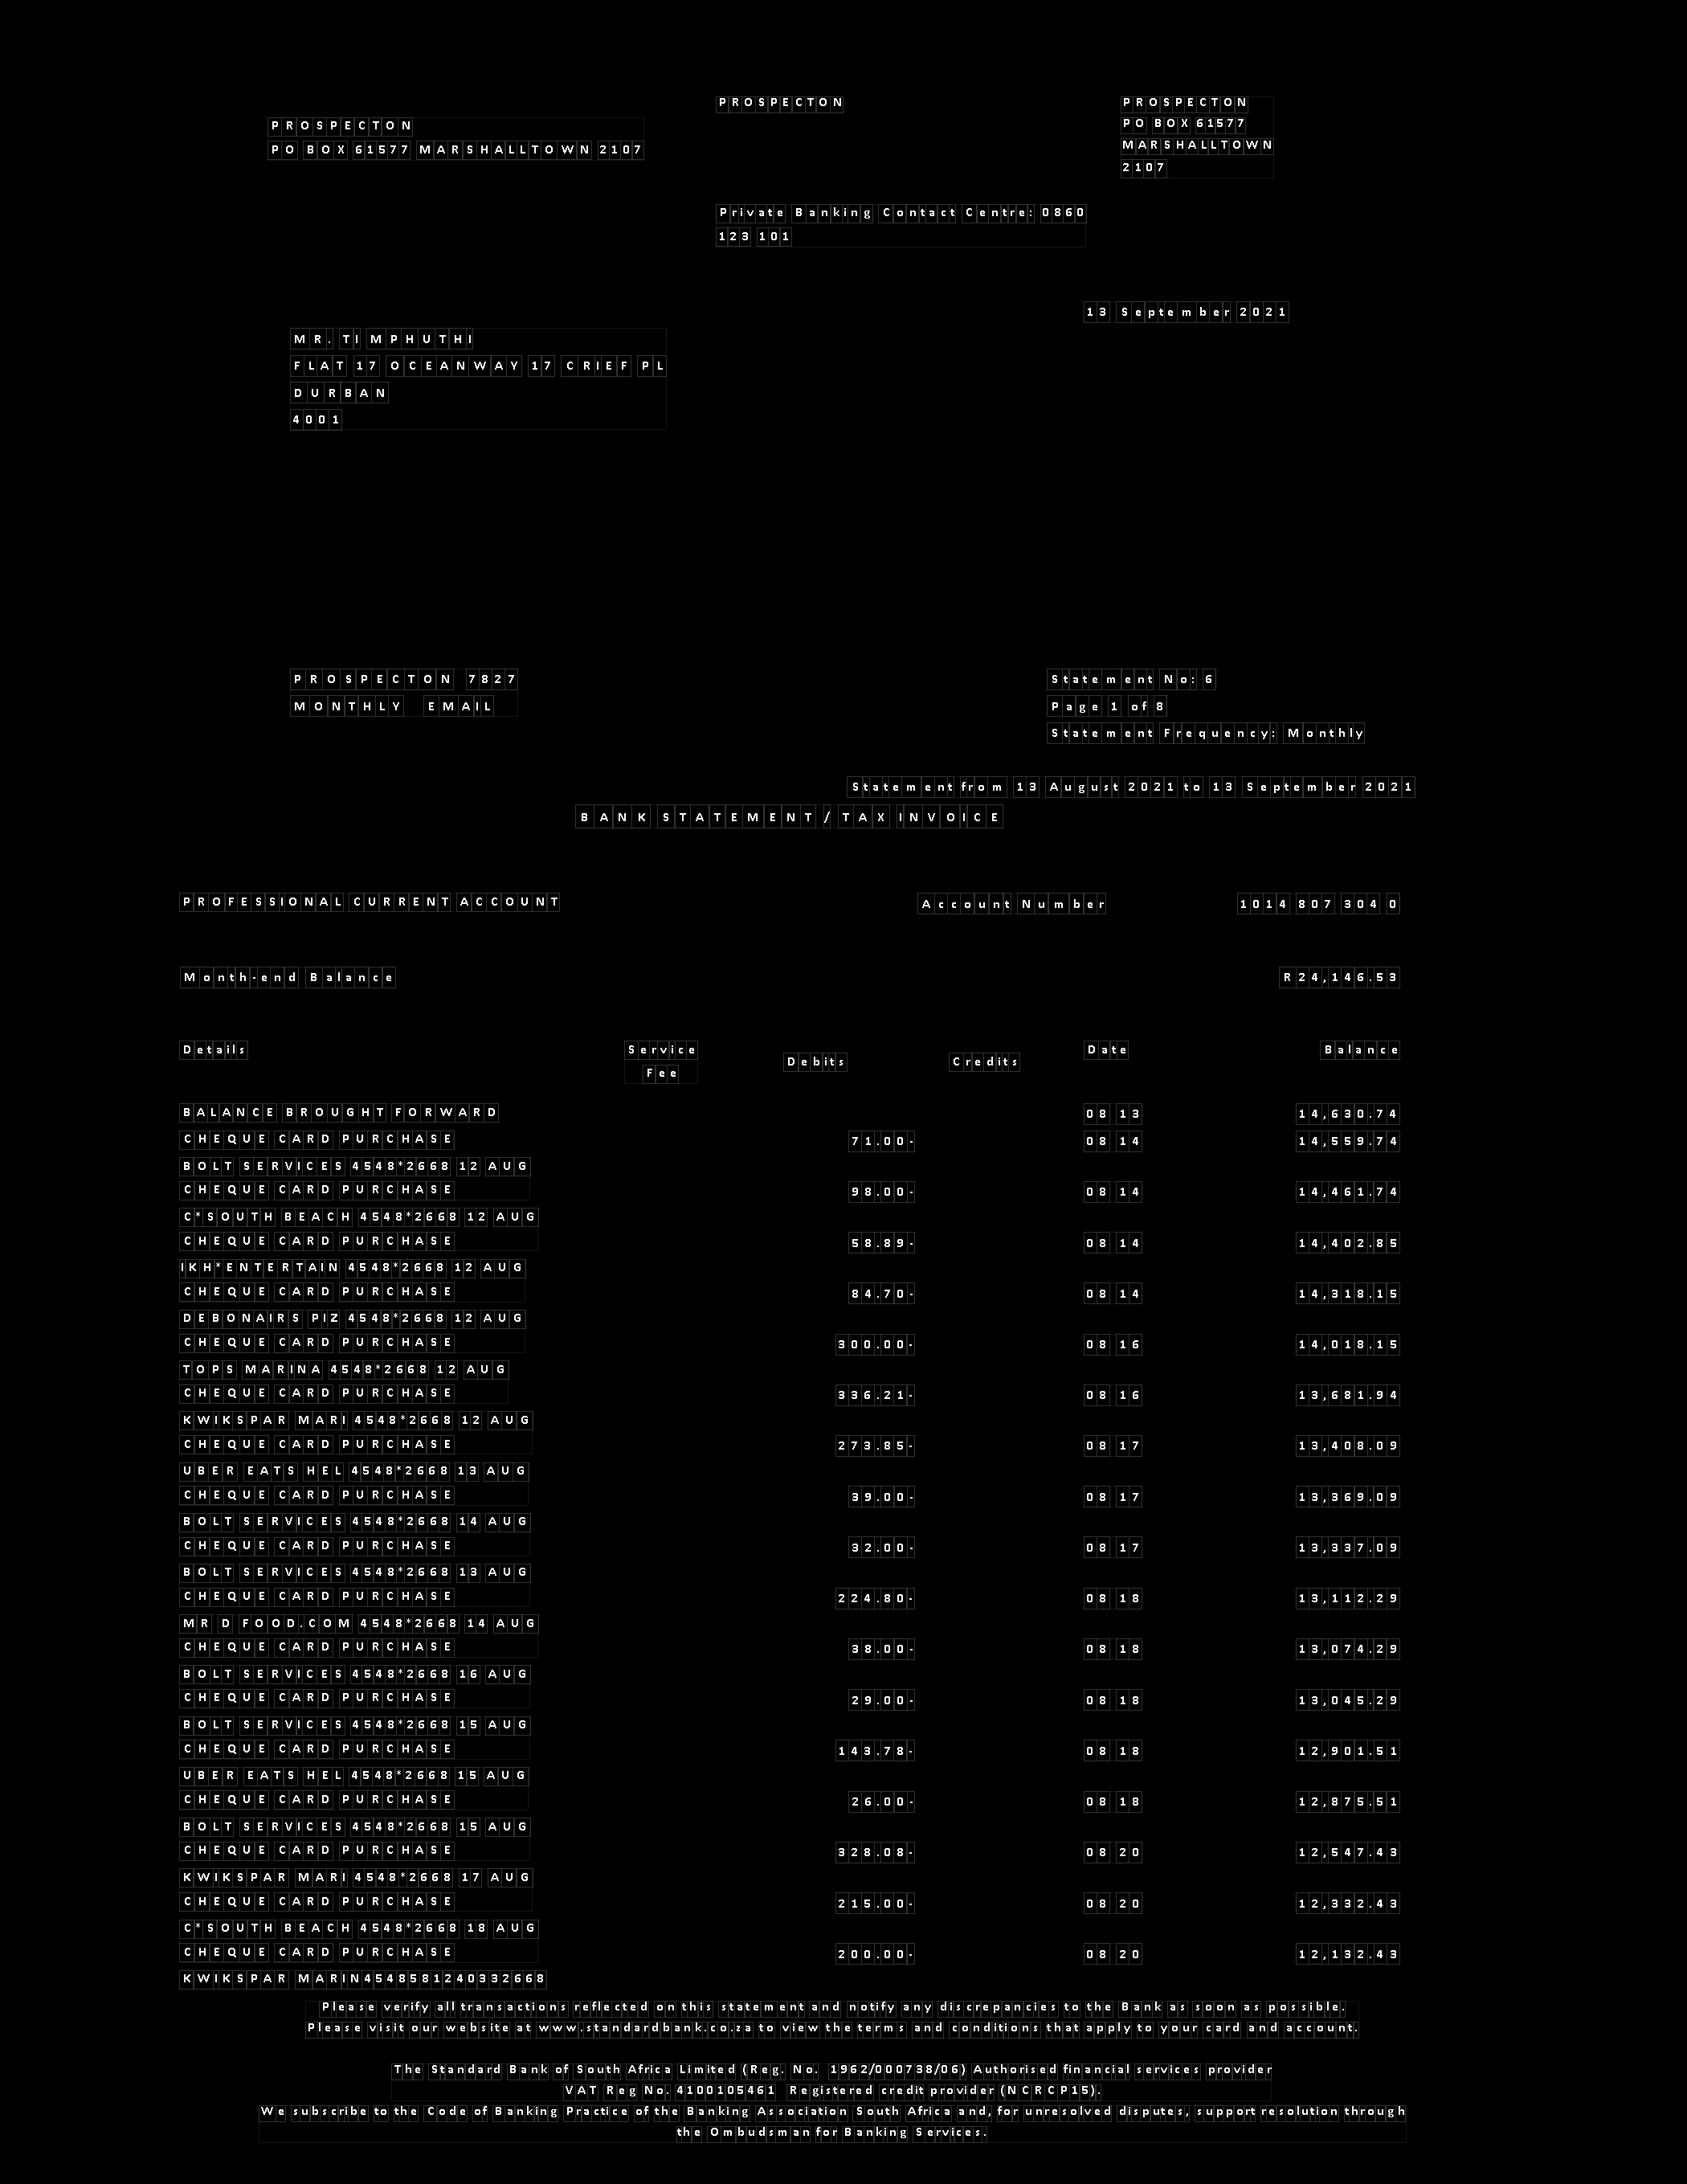 PROSPECTON
PROSPECTON
PO BOX 61577
MARSHALLTOWN
2107
PROSPECTON
PO BOX 61577 MARSHALLTOWN 2107
Private Banking Contact Centre: 0860
123 101
13 September 2021
MR. TI MPHUTHI
FLAT 17 OCEANWAY 17 CRIEF PL
DURBAN
4001
PROSPECTON 7827
MONTHLY EMAIL
Statement No: 6
Page 1 of 8
Statement Frequency: Monthly
Statement from 13 August 2021 to 13 September 2021
BANK STATEMENT / TAX INVOICE
PROFESSIONAL CURRENT ACCOUNT Account Number 1014 807 304 0
Month-end Balance R24,146.53
Details Service Fee Debits Credits Date Balance
BALANCE BROUGHT FORWARD 08 13 14,630.74
CHEQUE CARD PURCHASE 71.00- 08 14 14,559.74
BOLT SERVICES 4548*2668 12 AUG
CHEQUE CARD PURCHASE 98.00- 08 14 14,461.74
C*SOUTH BEACH 4548*2668 12 AUG
CHEQUE CARD PURCHASE 58.89- 08 14 14,402.85
IKH*ENTERTAIN 4548*2668 12 AUG
CHEQUE CARD PURCHASE 84.70- 08 14 14,318.15
DEBONAIRS PIZ 4548*2668 12 AUG
CHEQUE CARD PURCHASE 300.00- 08 16 14,018.15
TOPS MARINA 4548*2668 12 AUG
CHEQUE CARD PURCHASE 336.21- 08 16 13,681.94
KWIKSPAR MARI 4548*2668 12 AUG
CHEQUE CARD PURCHASE 273.85- 08 17 13,408.09
UBER EATS HEL 4548*2668 13 AUG
CHEQUE CARD PURCHASE 39.00- 08 17 13,369.09
BOLT SERVICES 4548*2668 14 AUG
CHEQUE CARD PURCHASE 32.00- 08 17 13,337.09
BOLT SERVICES 4548*2668 13 AUG
CHEQUE CARD PURCHASE 224.80- 08 18 13,112.29
MR D FOOD.COM 4548*2668 14 AUG
CHEQUE CARD PURCHASE 38.00- 08 18 13,074.29
BOLT SERVICES 4548*2668 16 AUG
CHEQUE CARD PURCHASE 29.00- 08 18 13,045.29
BOLT SERVICES 4548*2668 15 AUG
CHEQUE CARD PURCHASE 143.78- 08 18 12,901.51
UBER EATS HEL 4548*2668 15 AUG
CHEQUE CARD PURCHASE 26.00- 08 18 12,875.51
BOLT SERVICES 4548*2668 15 AUG
CHEQUE CARD PURCHASE 328.08- 08 20 12,547.43
KWIKSPAR MARI 4548*2668 17 AUG
CHEQUE CARD PURCHASE 215.00- 08 20 12,332.43
C*SOUTH BEACH 4548*2668 18 AUG
CHEQUE CARD PURCHASE 200.00- 08 20 12,132.43
KWIKSPAR MARIN4548581240332668
Please verify all transactions reflected on this statement and notify any discrepancies to the Bank as soon as possible.
Please visit our website at www.standardbank.co.za to view the terms and conditions that apply to your card and account.
The Standard Bank of South Africa Limited (Reg. No. 1962/000738/06) Authorised financial services provider
VAT Reg No. 4100105461 Registered credit provider (NCRCP15).
We subscribe to the Code of Banking Practice of the Banking Association South Africa and, for unresolved disputes, support resolution through
the Ombudsman for Banking Services.